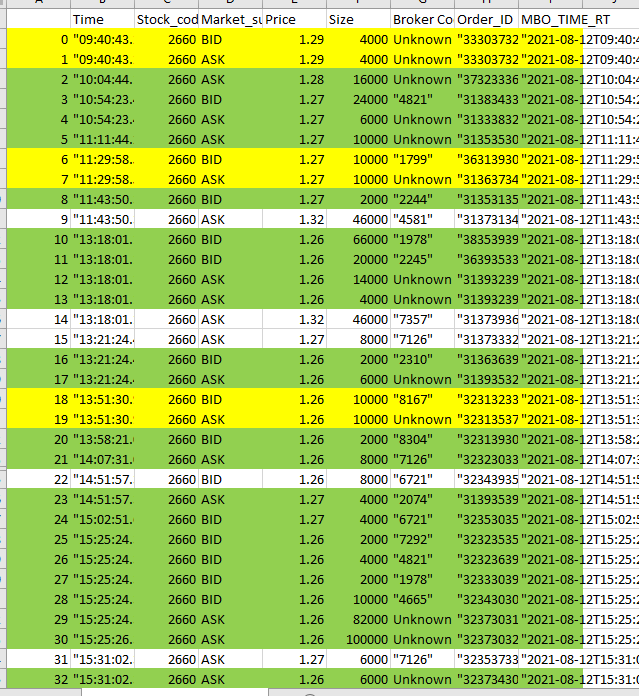 Time Stock_cod Market_su Price Size Broker Co Order_ID MBO_TIME_RT
0 "09:40:43. 2660 BID 1.29 4000 Unknown "33303732 "2021-08-12T09:40:4
1 "09:40:43. 2660 ASK 1.29 4000 Unknown "33303732 "2021-08-12T09:40:4
2 "10:04:44. 2660 ASK 1.28 16000 Unknown "37323336 "2021-08-12T10:04:4
3 "10:54:23. 2660 BID 1.27 24000 "4821" "31383433 "2021-08-12T10:54:2
4 "10:54:23. 2660 ASK 1.27 6000 Unknown "31333832 "2021-08-12T10:54:2
5 "11:11:44. 2660 ASK 1.27 10000 Unknown "31353530 "2021-08-12T11:11:4
6 "11:29:58. 2660 BID 1.27 10000 "1799" "36313930 "2021-08-12T11:29:5
7 "11:29:58. 2660 ASK 1.27 10000 Unknown "31363734 "2021-08-12T11:29:5
8 "11:43:50. 2660 BID 1.27 2000 "2244" "31353135 "2021-08-12T11:43:5
9 "11:43:50. 2660 ASK 1.32 46000 "4581" "31373134 "2021-08-12T11:43:5
10 "13:18:01. 2660 BID 1.26 66000 "1978" "38353939 "2021-08-12T13:18:0
11 "13:18:01. 2660 BID 1.26 20000 "2245" "36393533 "2021-08-12T13:18:0
12 "13:18:01. 2660 ASK 1.26 14000 Unknown "31393239 "2021-08-12T13:18:0
13 "13:18:01. 2660 ASK 1.26 4000 Unknown "31393239 "2021-08-12T13:18:0
14 "13:18:01. 2660 ASK 1.32 46000 "7357" "31373936 "2021-08-12T13:18:0
15 "13:21:24. 2660 ASK 1.27 8000 "7126" "31373332 "2021-08-12T13:21:2
16 "13:21:24. 2660 BID 1.26 2000 "2310" "31363639 "2021-08-12T13:21:2
17 "13:21:24. 2660 ASK 1.26 6000 Unknown "31393532 "2021-08-12T13:21:2
18 "13:51:30. 2660 BID 1.26 10000 "8167" "32313233 "2021-08-12T13:51:3
19 "13:51:30. 2660 ASK 1.26 10000 Unknown "32313537 "2021-08-12T13:51:3
20 "13:58:21. 2660 BID 1.26 2000 "8304" "32313930 "2021-08-12T13:58:2
21 "14:07:31. 2660 ASK 1.26 8000 "7126" "32323033 "2021-08-12T14:07:3
22 "14:51:57. 2660 BID 1.26 8000 "6721" "32343935 "2021-08-12T14:51:5
23 "14:51:57. 2660 ASK 1.27 4000 "2074" "31393539 "2021-08-12T14:51:5
24 "15:02:51. 2660 BID 1.27 4000 "6721" "32353035 "2021-08-12T15:02:5
25 "15:25:24. 2660 BID 1.26 2000 "7292" "32323535 "2021-08-12T15:25:2
26 "15:25:24. 2660 BID 1.26 4000 "4821" "32323639 "2021-08-12T15:25:2
27 "15:25:24. 2660 BID 1.26 2000 "1978" "32333039 "2021-08-12T15:25:2
28 "15:25:24. 2660 BID 1.26 10000 "4665" "32343030 "2021-08-12T15:25:2
29 "15:25:24. 2660 ASK 1.26 82000 Unknown "32373031 "2021-08-12T15:25:2
30 "15:25:26. 2660 ASK 1.26 100000 Unknown "32373032 "2021-08-12T15:25:2
31 "15:31:02. 2660 ASK 1.27 6000 "7126" "32353733 "2021-08-12T15:31:0
32 "15:31:02. 2660 ASK 1.26 6000 Unknown "32373430 "2021-08-12T15:31:0